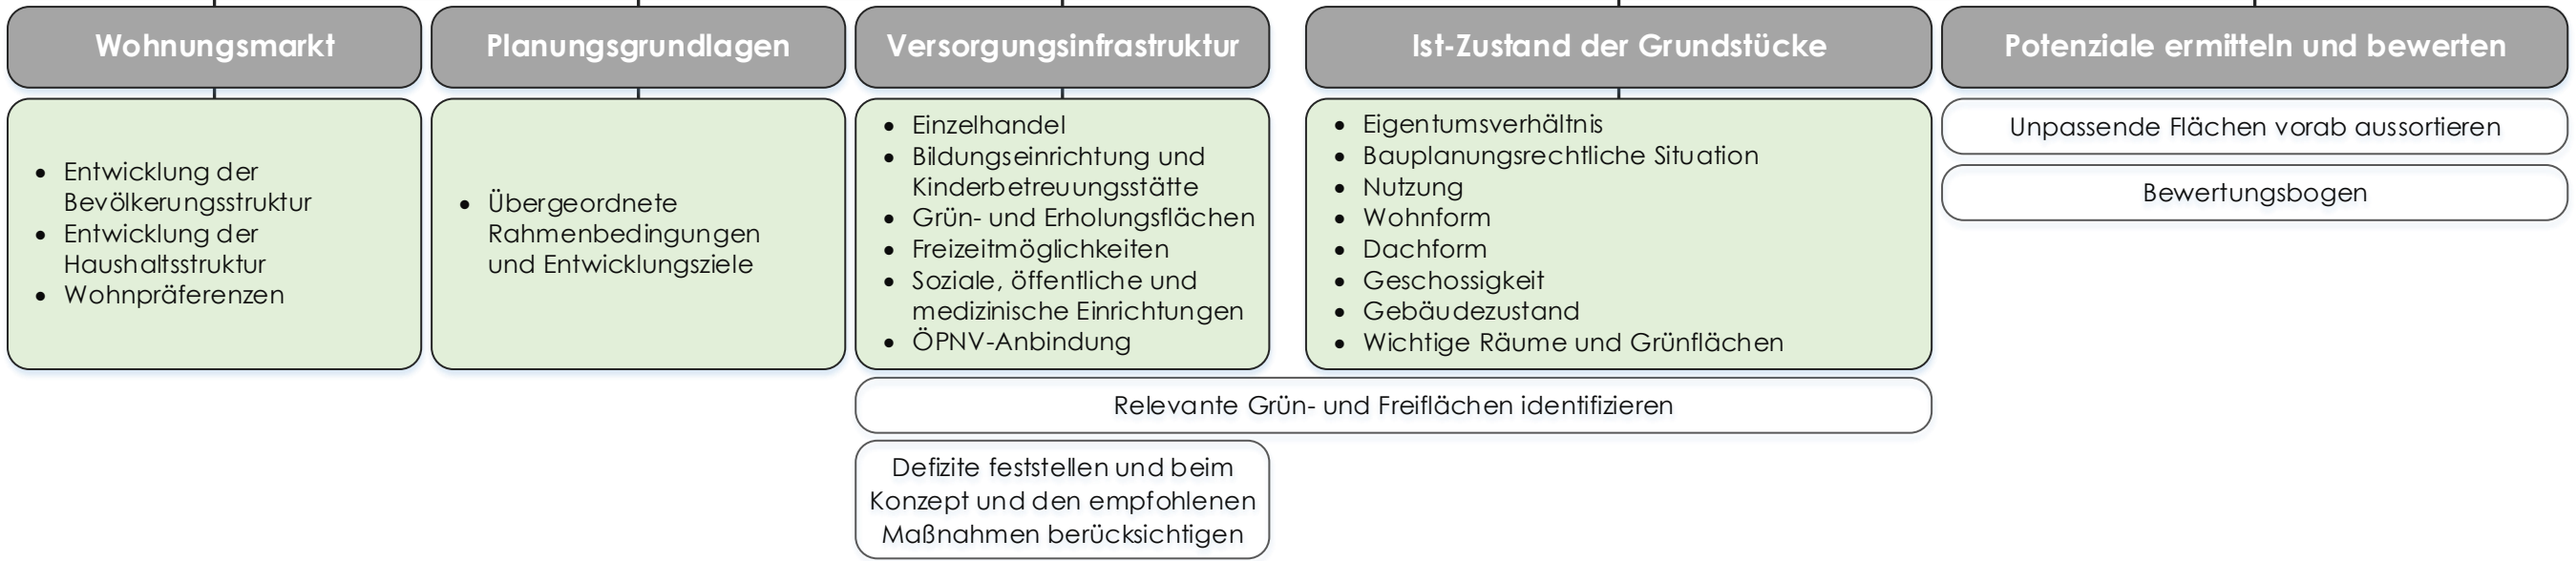 Wohnungsmarkt
Planungsgrundlagen
Versorgungsinfrastruktur
Ist-Zustand der Grundstücke
Potenziale ermitteln und bewerten
• Entwicklung der
Bevölkerungsstruktur
• Entwicklung der
Haushaltsstruktur
• Wohnpräferenzen
• Übergeordnete
Rahmenbedingungen
und Entwicklungsziele
• Einzelhandel
• Bildungseinrichtung und
Kinderbetreuungsstätte
• Grün- und Erholungsflächen
• Freizeitmöglichkeiten
• Soziale, öffentliche und
medizinische Einrichtungen
• ÖPNV-Anbindung
• Eigentumsverhältnis
• Bauplanungsrechtliche Situation
• Nutzung
• Wohnform
• Dachform
• Geschossigkeit
• Gebäudezustand
• Wichtige Räume und Grünflächen
Unpassende Flächen vorab aussortieren
Bewertungsbogen
Relevante Grün- und Freiflächen identifizieren
Defizite feststellen und beim
Konzept und den empfohlenen
Maßnahmen berücksichtigen